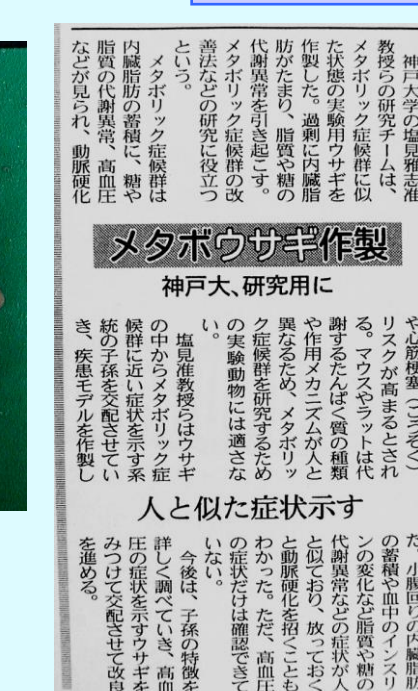 神戸大学の塩見雅志准
教授らの研究チームは、
メタボリック症候群に似
た状態の実験用ウサギを
作製した。過剰に内臓脂
肪がたまり、脂質や糖の
代謝異常を引き起こす。
メタボリック症候群の改
善法などの研究に役立つ
という。
メタボリック症候群は
内臓脂肪の蓄積に、糖や
脂質の代謝異常、高血圧
などが見られ、動脈硬化
メタボウサギ作製
神戸大、研究用に
や心筋梗塞(こうそく)
リスクが高まるとされ
る。マウスやラットは代
謝するたんぱく質の種類
や作用メカニズムが人と
異なるため、メタボリッ
ク症候群を研究するため
の実験動物には適さな
い。
塩見准教授らはウサギ
の中からメタボリック症
候群に近い症状を示す系
統の子孫を交配させてい
き、疾患モデルを作製し
人と似た症状示す
た。小腸回りの内臓脂肪
の蓄積や血中のインスリ
ンの変化など脂質や糖の
代謝異常などの症状が人
と似ており、放っておく
と動脈硬化を招くことも
わかった。ただ、高血圧
の症状だけは確認できて
いない。
今後は、子孫の特徴を
詳しく調べていき、高血
圧の症状を示すウサギを
みつけて交配させて改良
を進める。